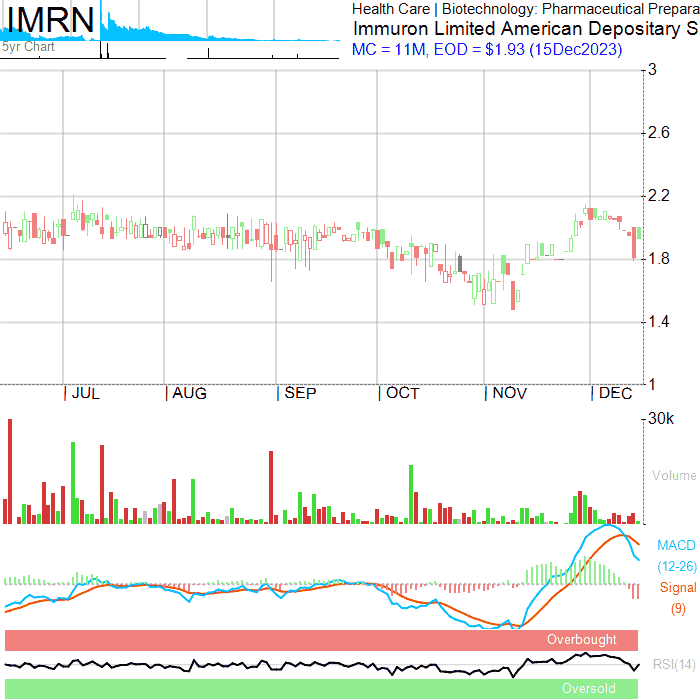 IMRN
Health Care | Biotechnology: Pharmaceutical Prepara
Immuron Limited American Depositary S
5yr Chart
MC = 11M, EOD = $1.93 (15Dec2023)
3
2.6
2.2
1.8
1.4
1
| JUL | AUG | SEP | OCT | NOV | DEC
30k
Volume
MACD
(12-26)
Signal
(9)
Overbought
RSI(14)
Oversold